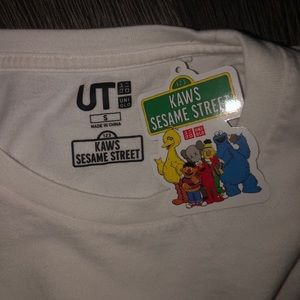 UT
UNI
QLO
S
MADE IN CHINA
123
KAWS
SESAME STREET
123
KAWS
SESAME STREET